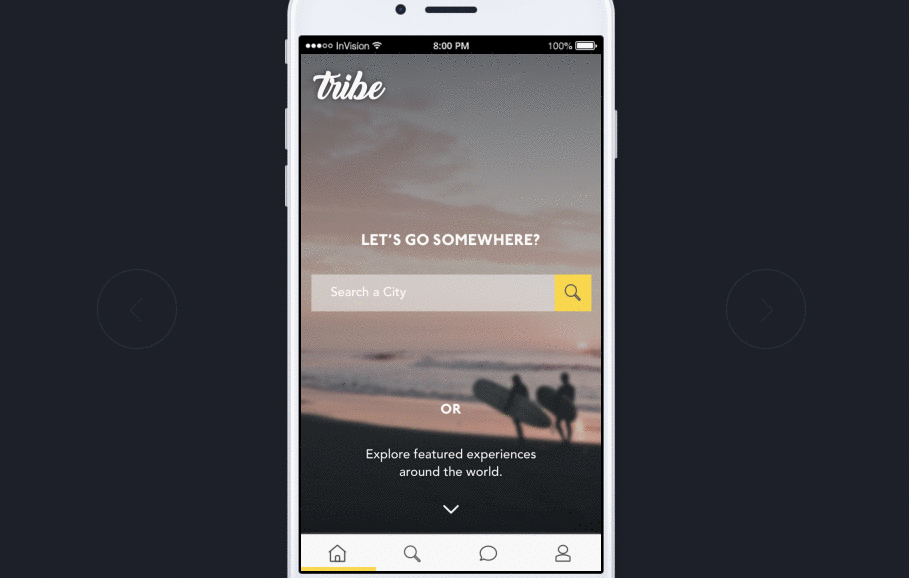 InVision 8:00 PM 100%
tribe
LET'S GO SOMEWHERE?
Search a City
OR
Explore featured experiences
around the world.